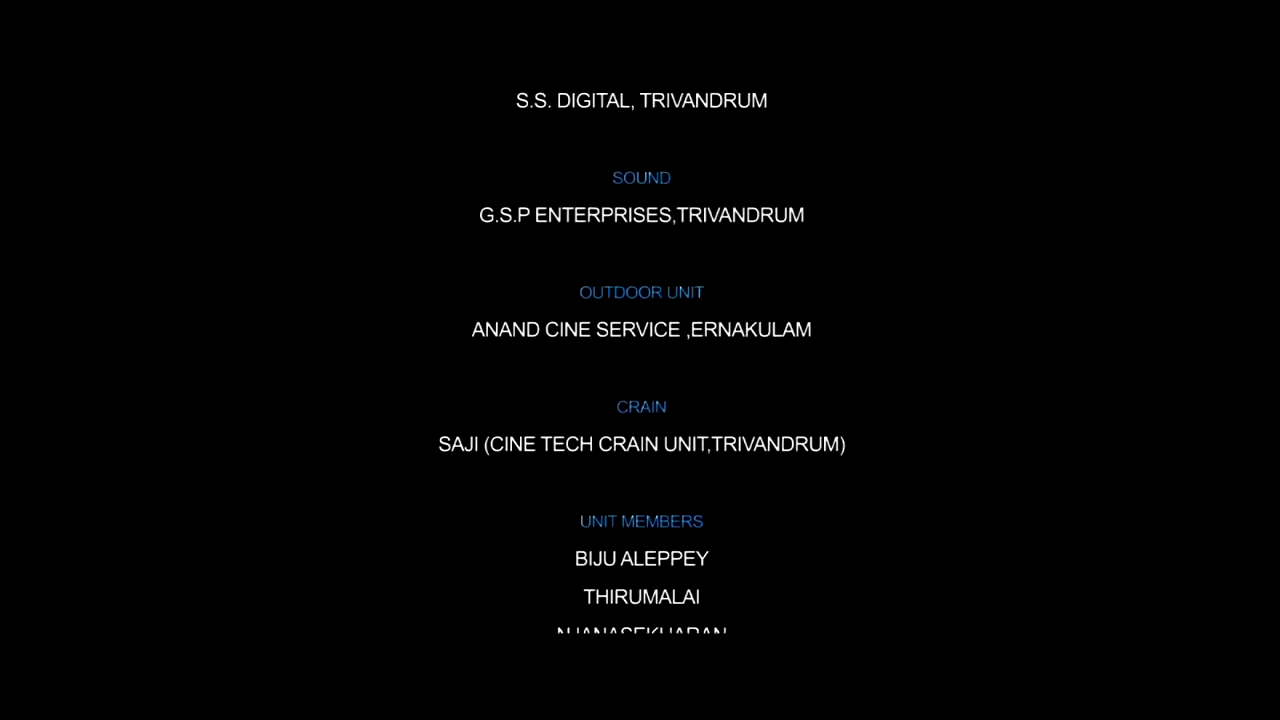 S.S. DIGITAL, TRIVANDRUM
SOUND
G.S.P ENTERPRISES,TRIVANDRUM
OUTDOOR UNIT
ANAND CINE SERVICE ,ERNAKULAM
CRAIN
SAJI (CINE TECH CRAIN UNIT,TRIVANDRUM)
UNIT MEMBERS
BIJU ALEPPEY
THIRUMALAI